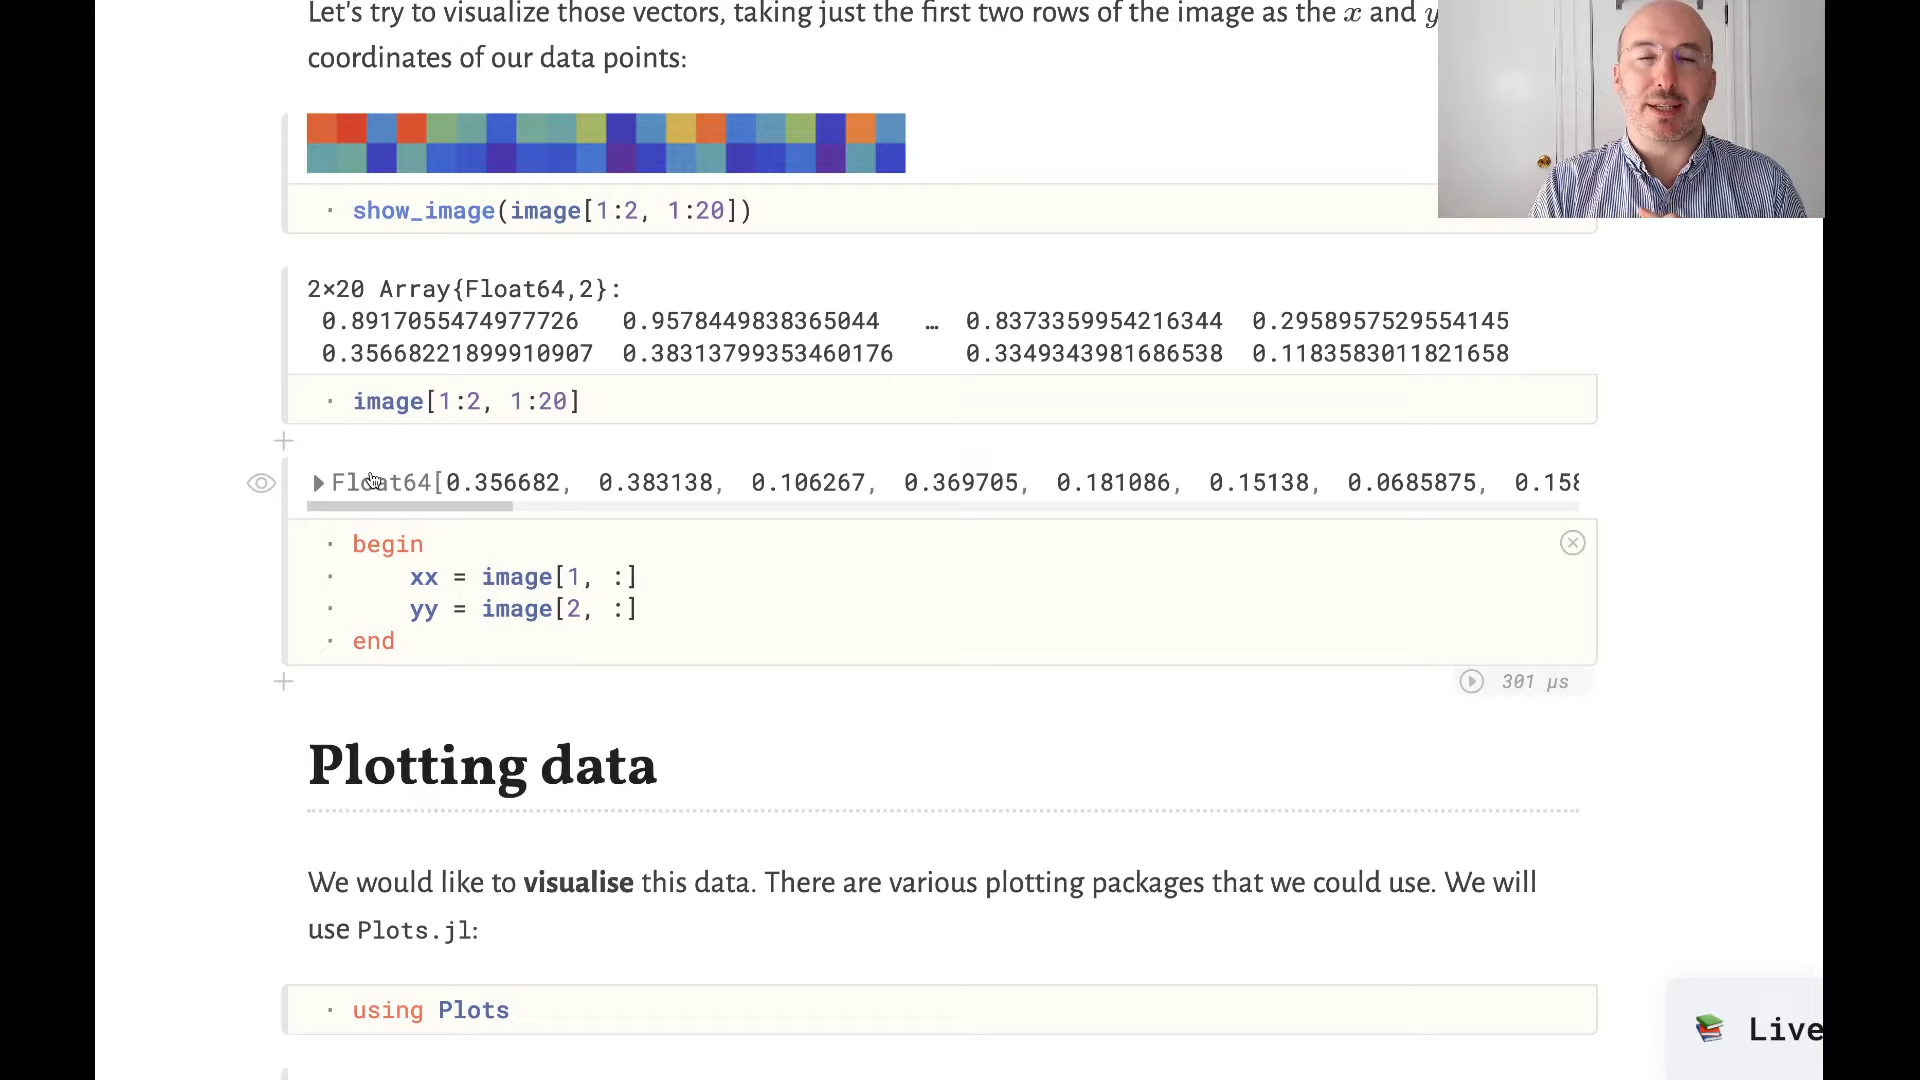 Let's try to visualize those vectors, taking just the first two rows of the image as the x and y
coordinates of our data points:
· show_image(image[1:2, 1:20])
2×20 Array{Float64,2}:
0.8917055474977726 0.9578449838365044 … 0.8373359954216344 0.2958957529554145
0.35668221899910907 0.38313799353460176 0.3349343981686538 0.1183583011821658
· image[1:2, 1:20]
Float64[0.356682, 0.383138, 0.106267, 0.369705, 0.181086, 0.15138, 0.0685875, 0.158
· begin
· xx = image[1, :]
· yy = image[2, :]
· end
301 μs
Plotting data
We would like to visualise this data. There are various plotting packages that we could use. We will
use Plots.jl:
· using Plots
Live